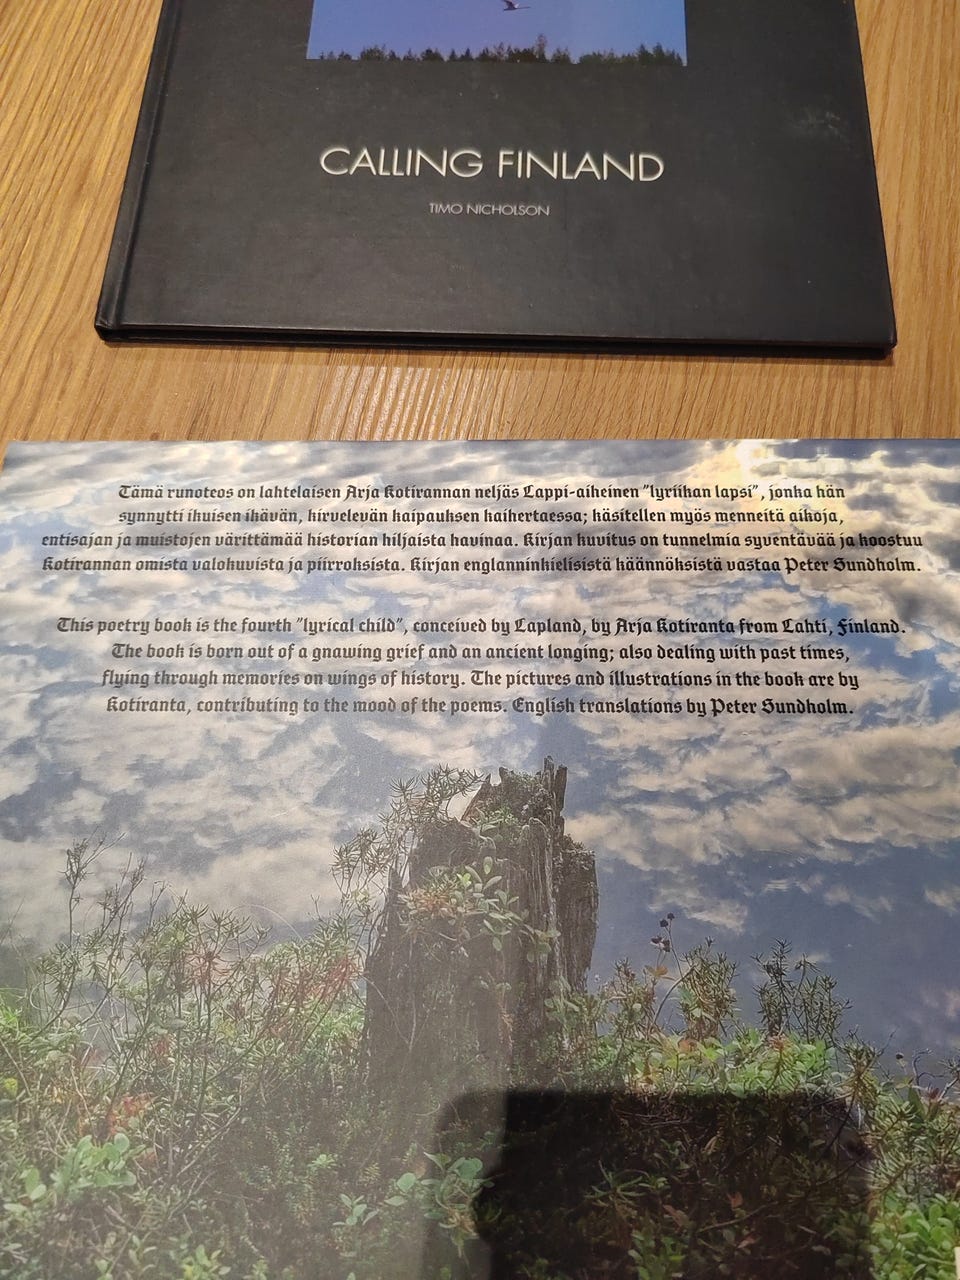 CALLING FINLAND
TIMO NICHOLSON
Tämä runoteos on lahtelaisen Arja Kotirannan neljäs Lappi-aiheinen "lyriikan lapsi", jonka hän
synnytti ikuisen ikävän, kirvelevän kaipauksen kaihertaessa; käsitellen myös menneitä aikoja,
entisajan ja muistojen värittämää historian hiljaista havinaa. Kirjan kuvitus on tunnelmia syventävää ja koostuu
Kotirannan omista valokuvista ja piirroksista. Kirjan englanninkielisistä käännöksistä vastaa Peter Sundholm.
This poetry book is the fourth "lyrical child", conceived by Lapland, by Arja Kotiranta from Lahti, Finland.
The book is born out of a gnawing grief and an ancient longing; also dealing with past times,
flying through memories on wings of history. The pictures and illustrations in the book are by
Kotiranta, contributing to the mood of the poems. English translations by Peter Sundholm.